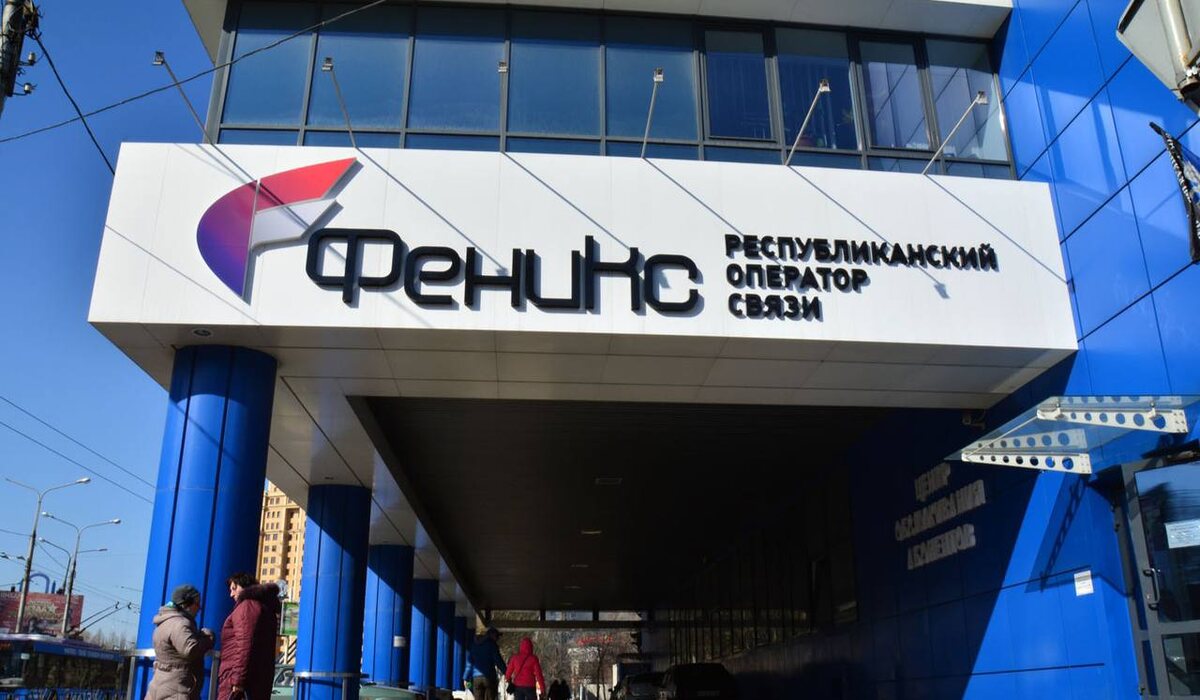 Феникс
РЕСПУБЛИКАНСКИЙ
ОПЕРАТОР
СВЯЗИ
ЦЕНТР
ОБСЛУЖИВАНИЯ
АБОНЕНТОВ